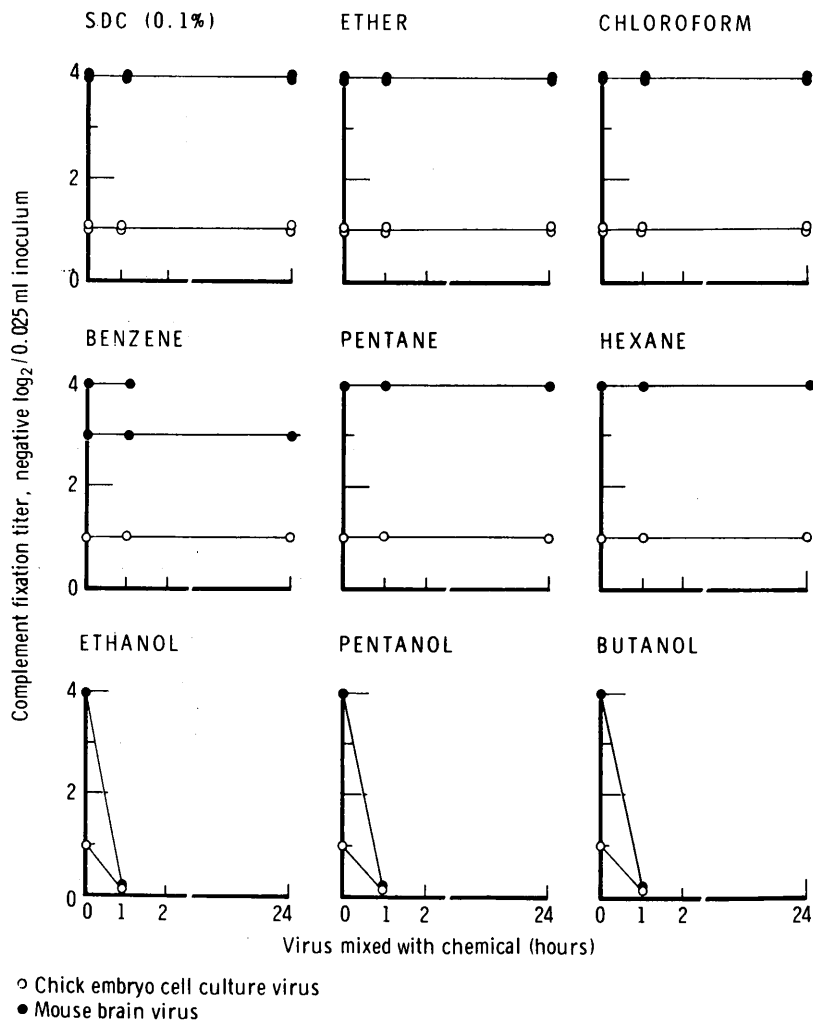 SDC (0.1%) ETHER CHLOROFORM
4
2
0
BENZENE PENTANE HEXANE
4
2
0
ETHANOL PENTANOL BUTANOL
4
2
0
0 1 2 24 0 1 2 24 0 1 2 24
Complement fixation titer, negative log2/0.025 ml inoculum
Virus mixed with chemical (hours)
○ Chick embryo cell culture virus
● Mouse brain virus